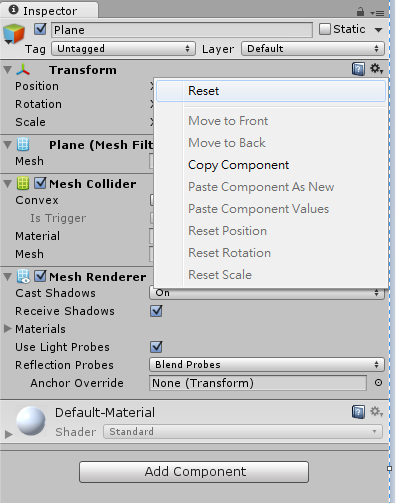 Inspector
Plane
Static
Tag Untagged Layer Default
Transform
Position
Rotation
Scale
Reset
Move to Front
Move to Back
Copy Component
Paste Component As New
Paste Component Values
Reset Position
Reset Rotation
Reset Scale
Plane (Mesh Filt
Mesh
Mesh Collider
Convex
Is Trigger
Material
Mesh
Mesh Renderer
Cast Shadows On
Receive Shadows
Materials
Use Light Probes
Reflection Probes Blend Probes
Anchor Override None (Transform)
Default-Material
Shader Standard
Add Component